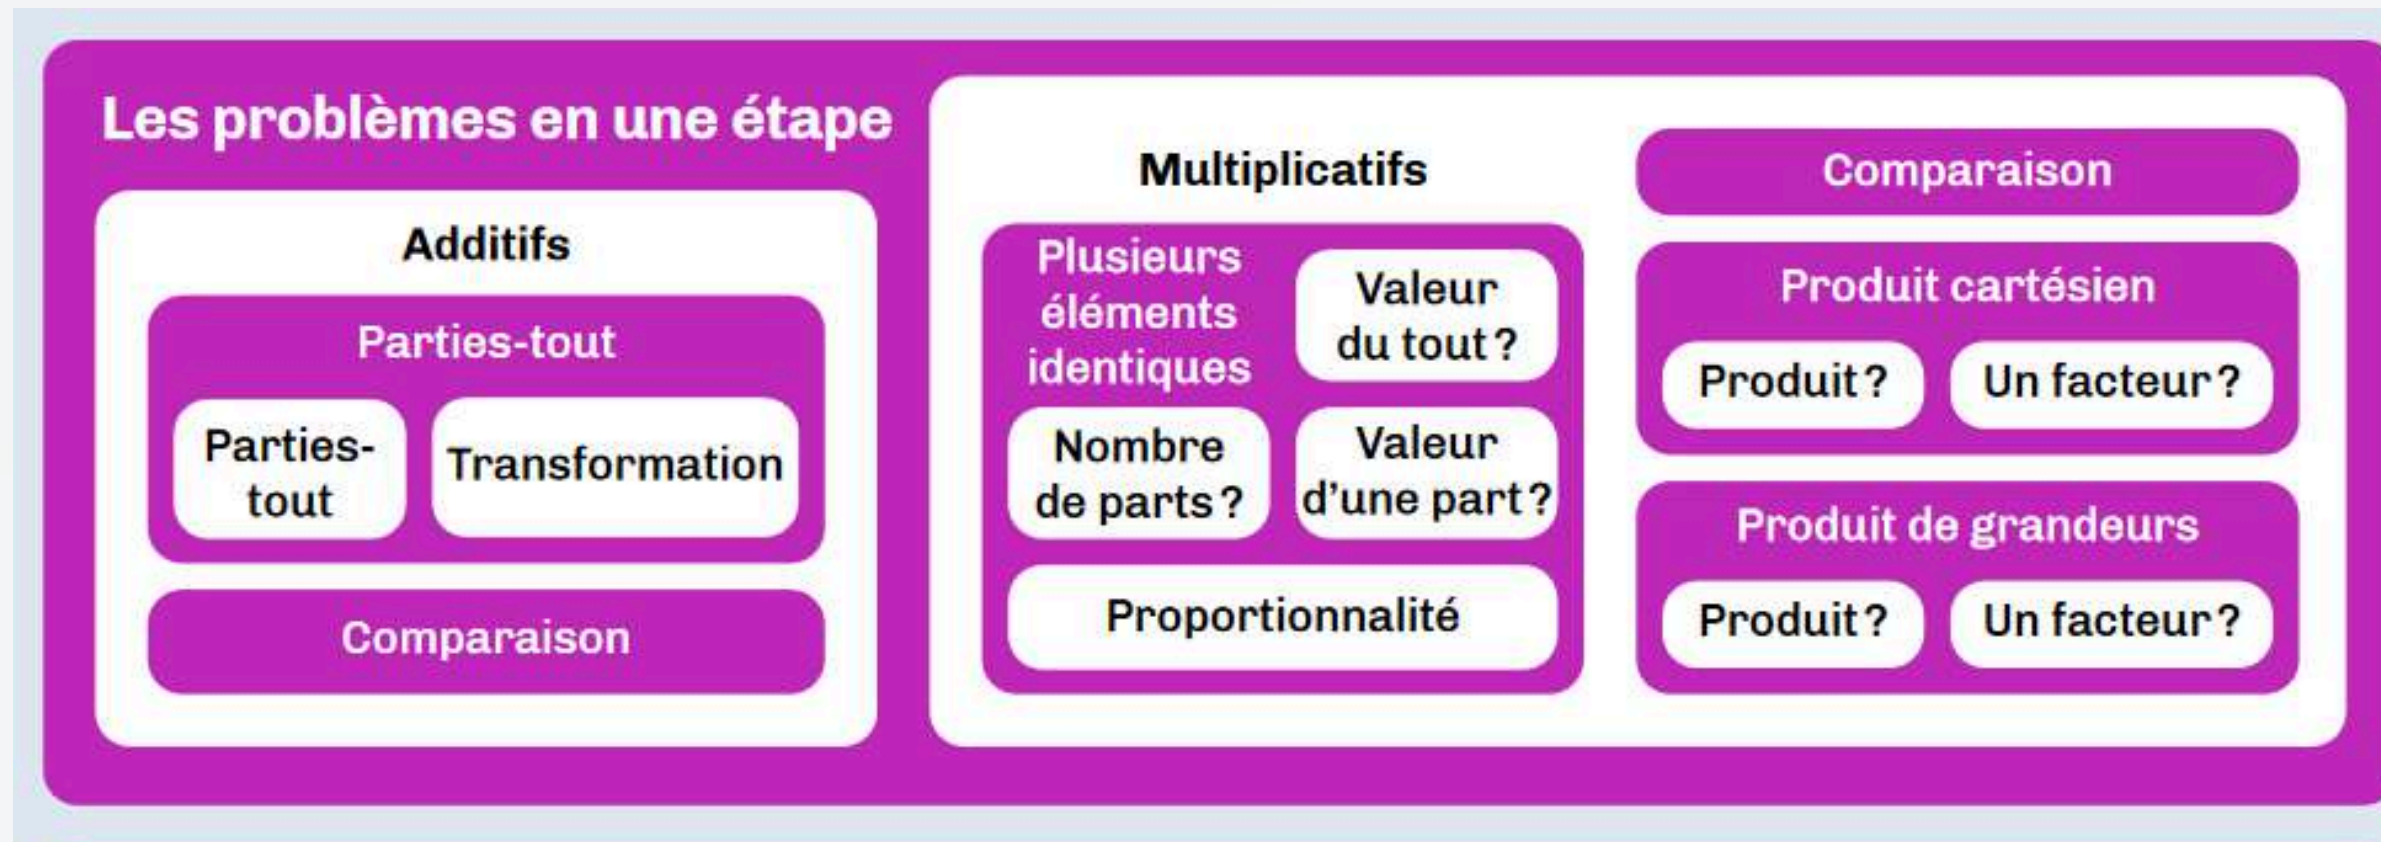 Les problèmes en une étape
Additifs
Parties-tout
Parties-
tout
Transformation
Comparaison
Multiplicatifs
Plusieurs
éléments
identiques
Valeur
du tout ?
Nombre
de parts ?
Valeur
d’une part ?
Proportionnalité
Comparaison
Produit cartésien
Produit ?
Un facteur ?
Produit de grandeurs
Produit ?
Un facteur ?